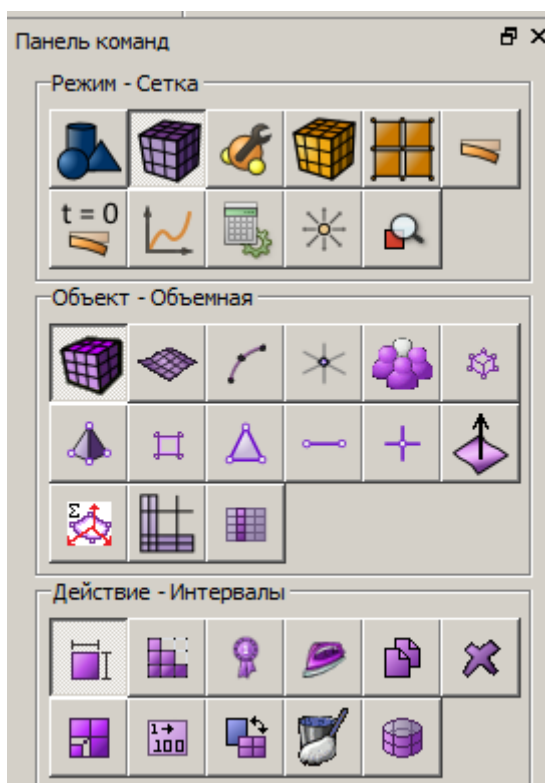 Панель команд
Режим - Сетка
t = 0
Объект - Объемная
Σ
Действие - Интервалы
1→
100